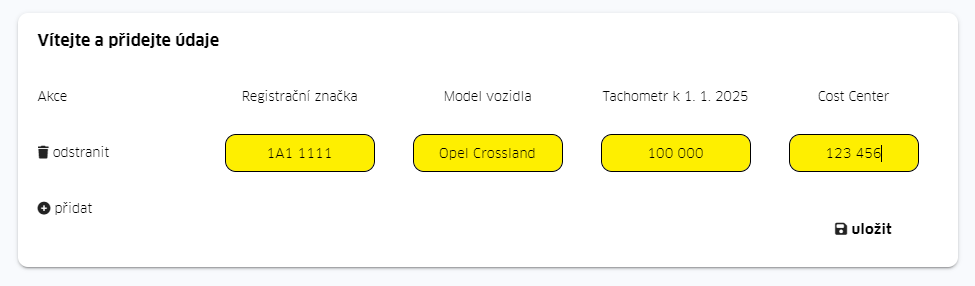 Vítejte a přidejte údaje
Akce Registrační značka Model vozidla Tachometr k 1. 1. 2025 Cost Center
odstranit 1A1 1111 Opel Crossland 100 000 123 456
přidat
uložit